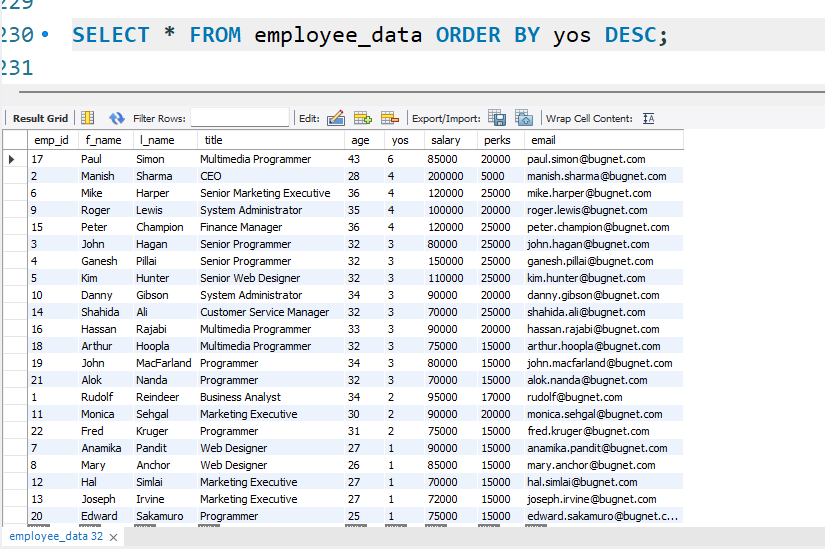 229
230 SELECT * FROM employee_data ORDER BY yos DESC;
231
Result Grid Filter Rows: Edit: Export/Import: Wrap Cell Content: IA
emp_id f_name l_name title age yos salary perks email
17 Paul Simon Multimedia Programmer 43 6 85000 20000 paul.simon@bugnet.com
2 Manish Sharma CEO 28 4 200000 5000 manish.sharma@bugnet.com
6 Mike Harper Senior Marketing Executive 36 4 120000 25000 mike.harper@bugnet.com
9 Roger Lewis System Administrator 35 4 100000 20000 roger.lewis@bugnet.com
15 Peter Champion Finance Manager 36 4 120000 25000 peter.champion@bugnet.com
3 John Hagan Senior Programmer 32 3 80000 25000 john.hagan@bugnet.com
4 Ganesh Pillai Senior Programmer 32 3 150000 25000 ganesh.pillai@bugnet.com
5 Kim Hunter Senior Web Designer 32 3 110000 25000 kim.hunter@bugnet.com
10 Danny Gibson System Administrator 34 3 90000 20000 danny.gibson@bugnet.com
14 Shahida Ali Customer Service Manager 32 3 70000 25000 shahida.ali@bugnet.com
16 Hassan Rajabi Multimedia Programmer 33 3 90000 20000 hassan.rajabi@bugnet.com
18 Arthur Hoopla Multimedia Programmer 32 3 75000 15000 arthur.hoopla@bugnet.com
19 John MacFarland Programmer 34 3 80000 15000 john.macfarland@bugnet.com
21 Alok Nanda Programmer 32 3 70000 15000 alok.nanda@bugnet.com
1 Rudolf Reindeer Business Analyst 34 2 95000 17000 rudolf@bugnet.com
11 Monica Sehgal Marketing Executive 30 2 90000 20000 monica.sehgal@bugnet.com
22 Fred Kruger Programmer 31 2 75000 15000 fred.kruger@bugnet.com
7 Anamika Pandit Web Designer 27 1 90000 15000 anamika.pandit@bugnet.com
8 Mary Anchor Web Designer 26 1 85000 15000 mary.anchor@bugnet.com
12 Hal Simlai Marketing Executive 27 1 70000 15000 hal.simlai@bugnet.com
13 Joseph Irvine Marketing Executive 27 1 72000 15000 joseph.irvine@bugnet.com
20 Edward Sakamuro Programmer 25 1 75000 15000 edward.sakamuro@bugnet.c...
employee_data 32